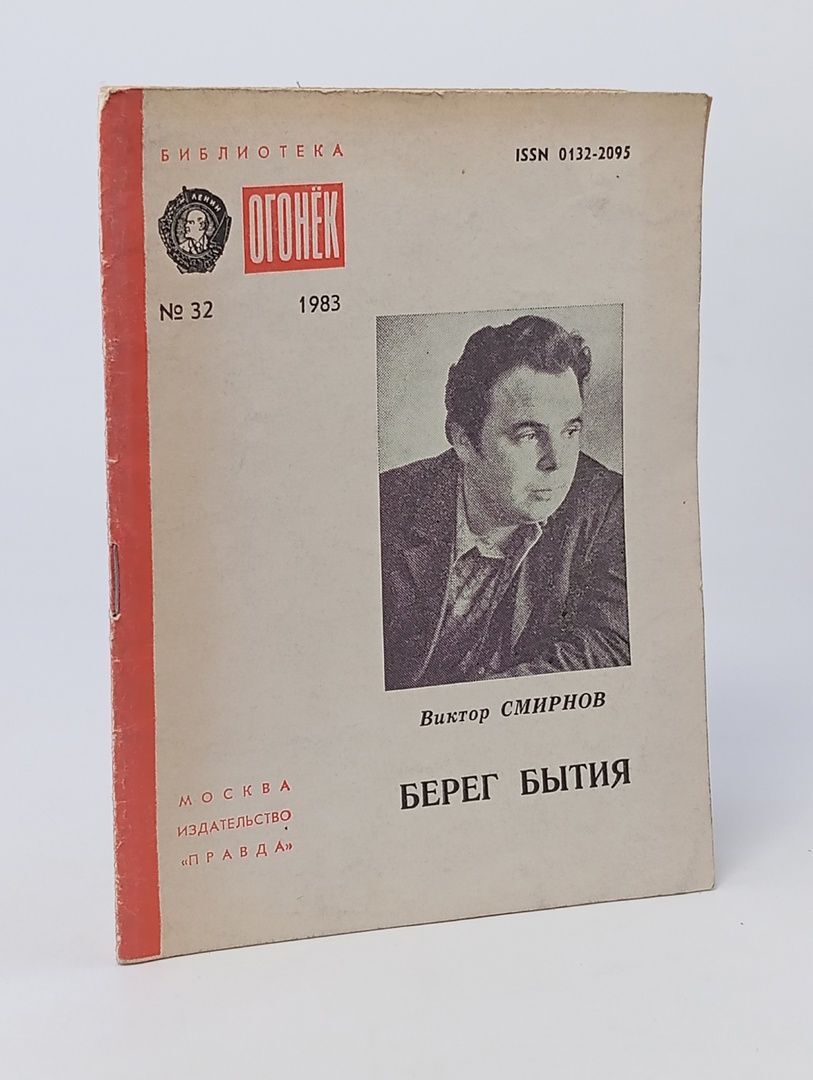 БИБЛИОТЕКА
ISSN 0132-2095
ЛЕНИН
ОГОНЁК
№ 32 1983
Виктор СМИРНОВ
БЕРЕГ БЫТИЯ
МОСКВА
ИЗДАТЕЛЬСТВО
«ПРАВДА»